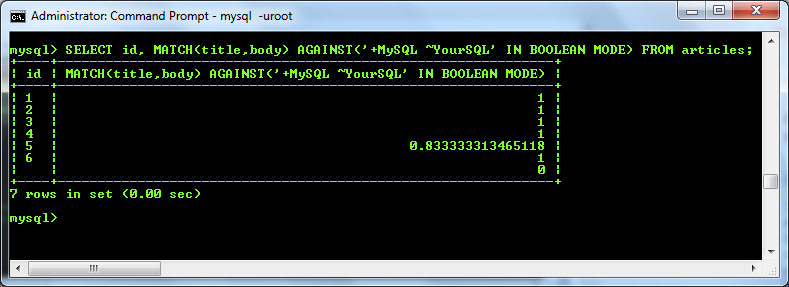 Administrator: Command Prompt - mysql -uroot
mysql> SELECT id, MATCH(title,body) AGAINST('+MySQL ~YourSQL' IN BOOLEAN MODE) FROM articles;
+----+---------------------------------------------------------------+
| id | MATCH(title,body) AGAINST('+MySQL ~YourSQL' IN BOOLEAN MODE) |
+----+---------------------------------------------------------------+
| 1 | 1 |
| 2 | 1 |
| 3 | 1 |
| 4 | 1 |
| 5 | 0.833333313465118 |
| 6 | 1 |
| | 0 |
+----+---------------------------------------------------------------+
7 rows in set (0.00 sec)
mysql>